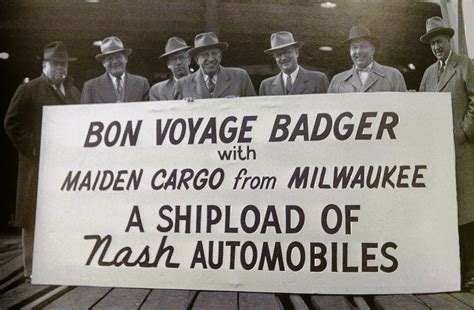 BON VOYAGE BADGER
with
MAIDEN CARGO from MILWAUKEE
A SHIPLOAD OF
Nash AUTOMOBILES